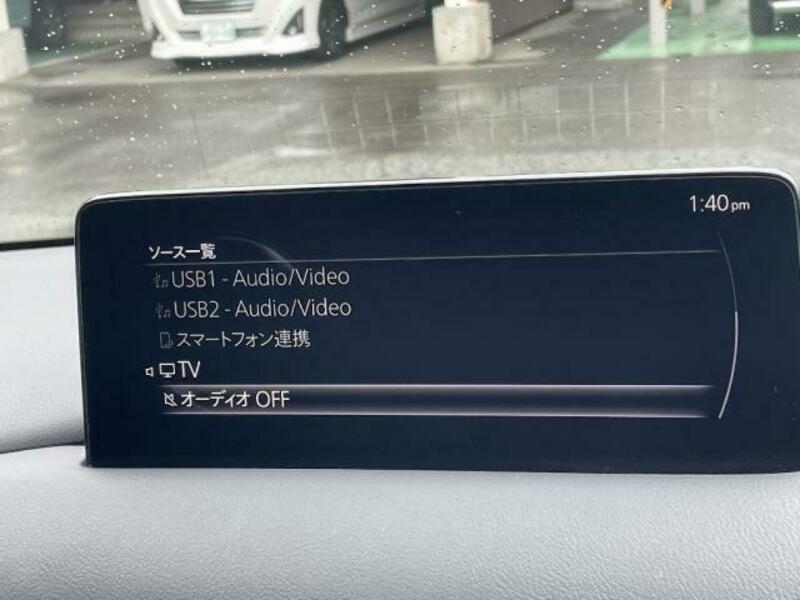 1:40pm
ソース一覧
USB1 - Audio/Video
USB2 - Audio/Video
スマートフォン連携
TV
オーディオ OFF